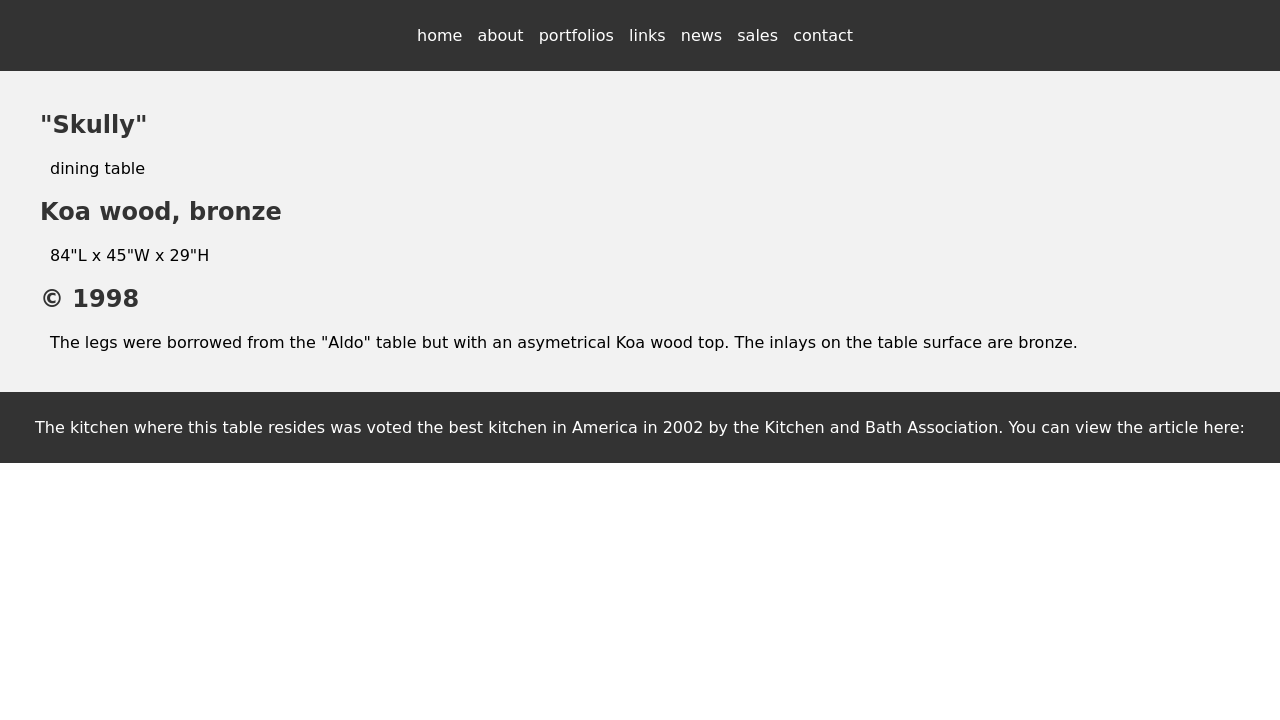 home about portfolios links news sales contact
"Skully"
dining table
Koa wood, bronze
84"L x 45"W x 29"H
© 1998
The legs were borrowed from the "Aldo" table but with an asymetrical Koa wood top. The inlays on the table surface are bronze.
The kitchen where this table resides was voted the best kitchen in America in 2002 by the Kitchen and Bath Association. You can view the article here: